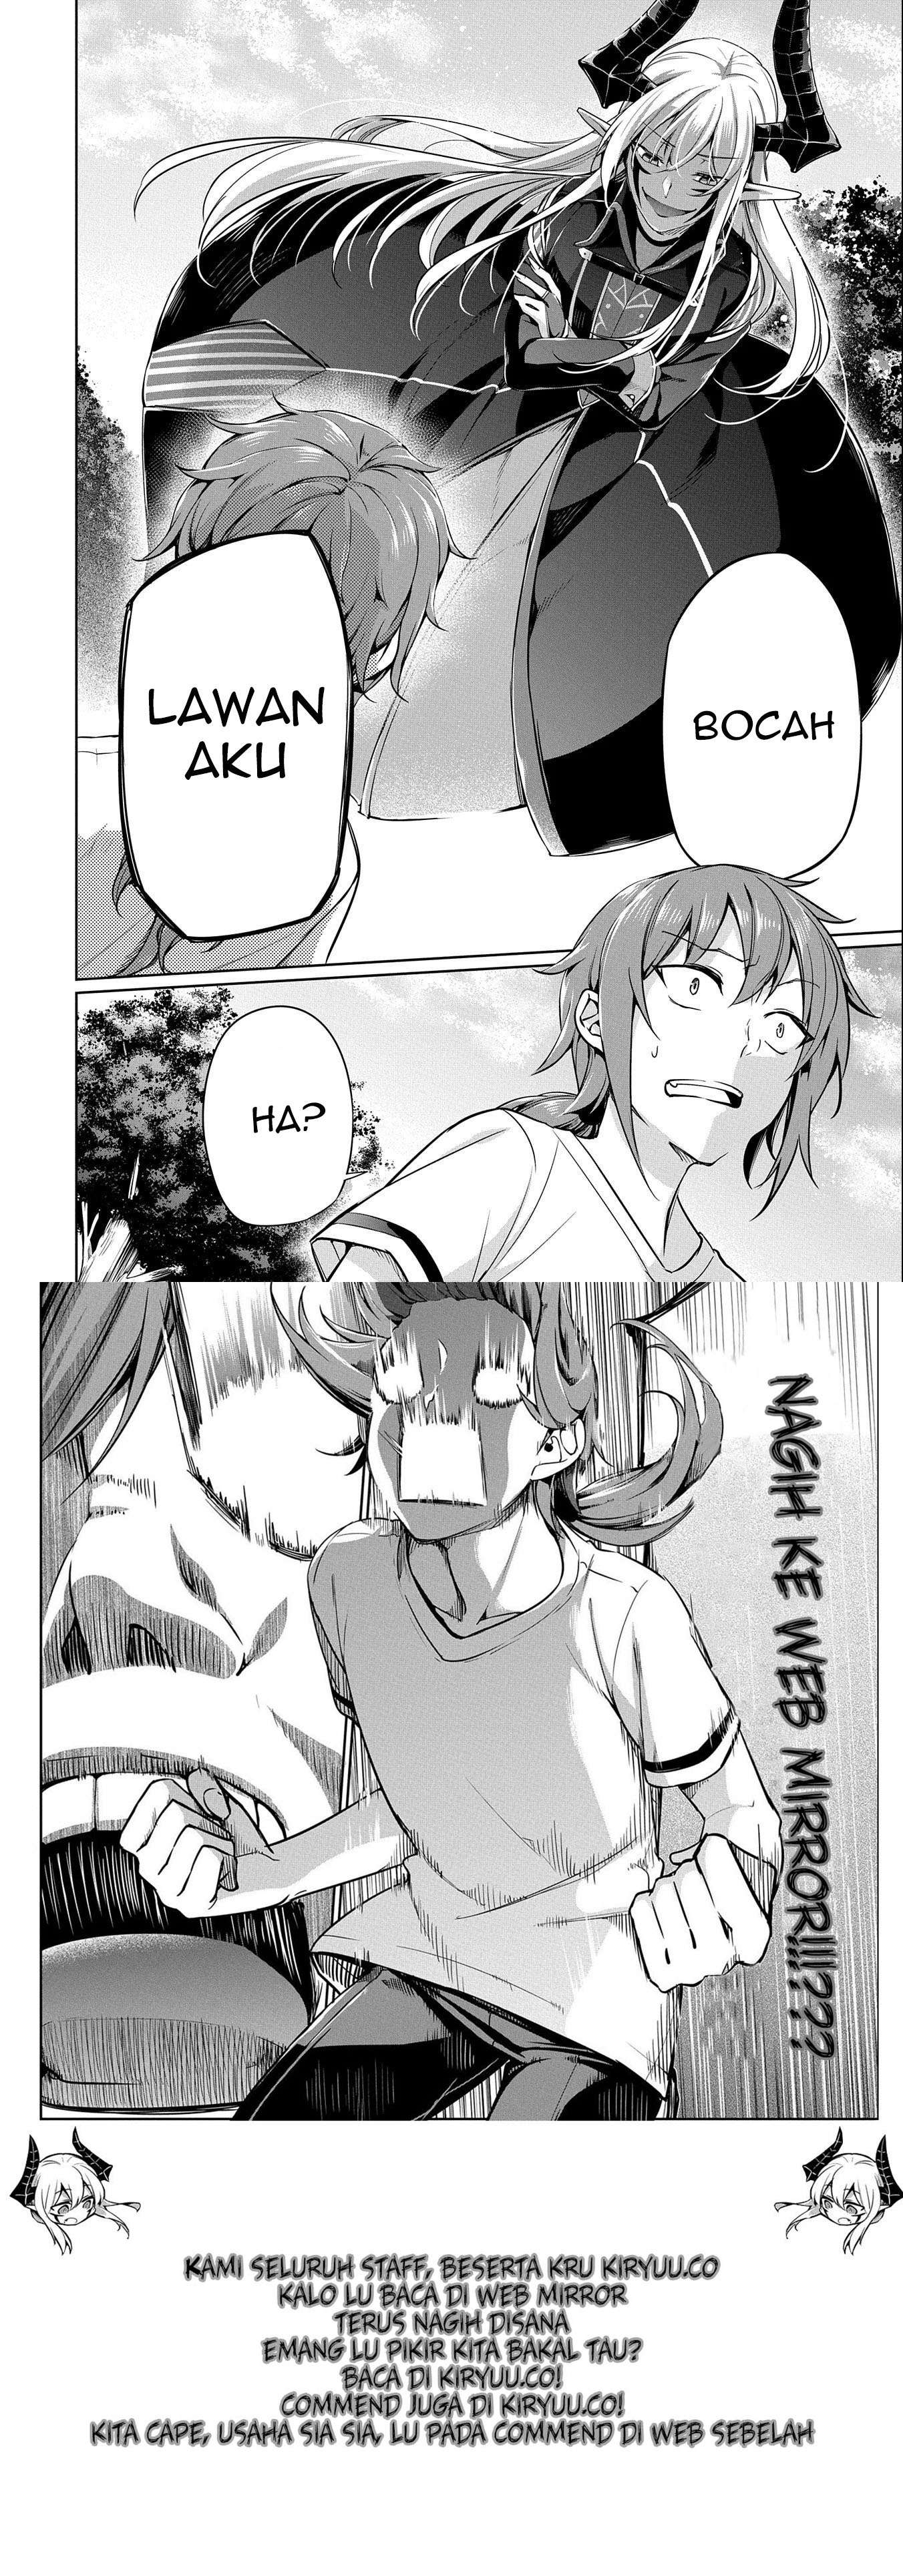 BOCAH
LAWAN
AKU
HA?
NAGIH KE WEB MIRROR!!!???
KAMI SELURUH STAFF, BESERTA KRU KIRYUU.CO
KALO LU BACA DI WEB MIRROR
TERUS NAGIH DISANA
EMANG LU PIKIR KITA BAKAL TAU?
BACA DI KIRYUU.CO!
COMMEND JUGA DI KIRYUU.CO!
KITA CAPE, USAHA SIA SIA, LU PADA COMMEND DI WEB SEBELAH